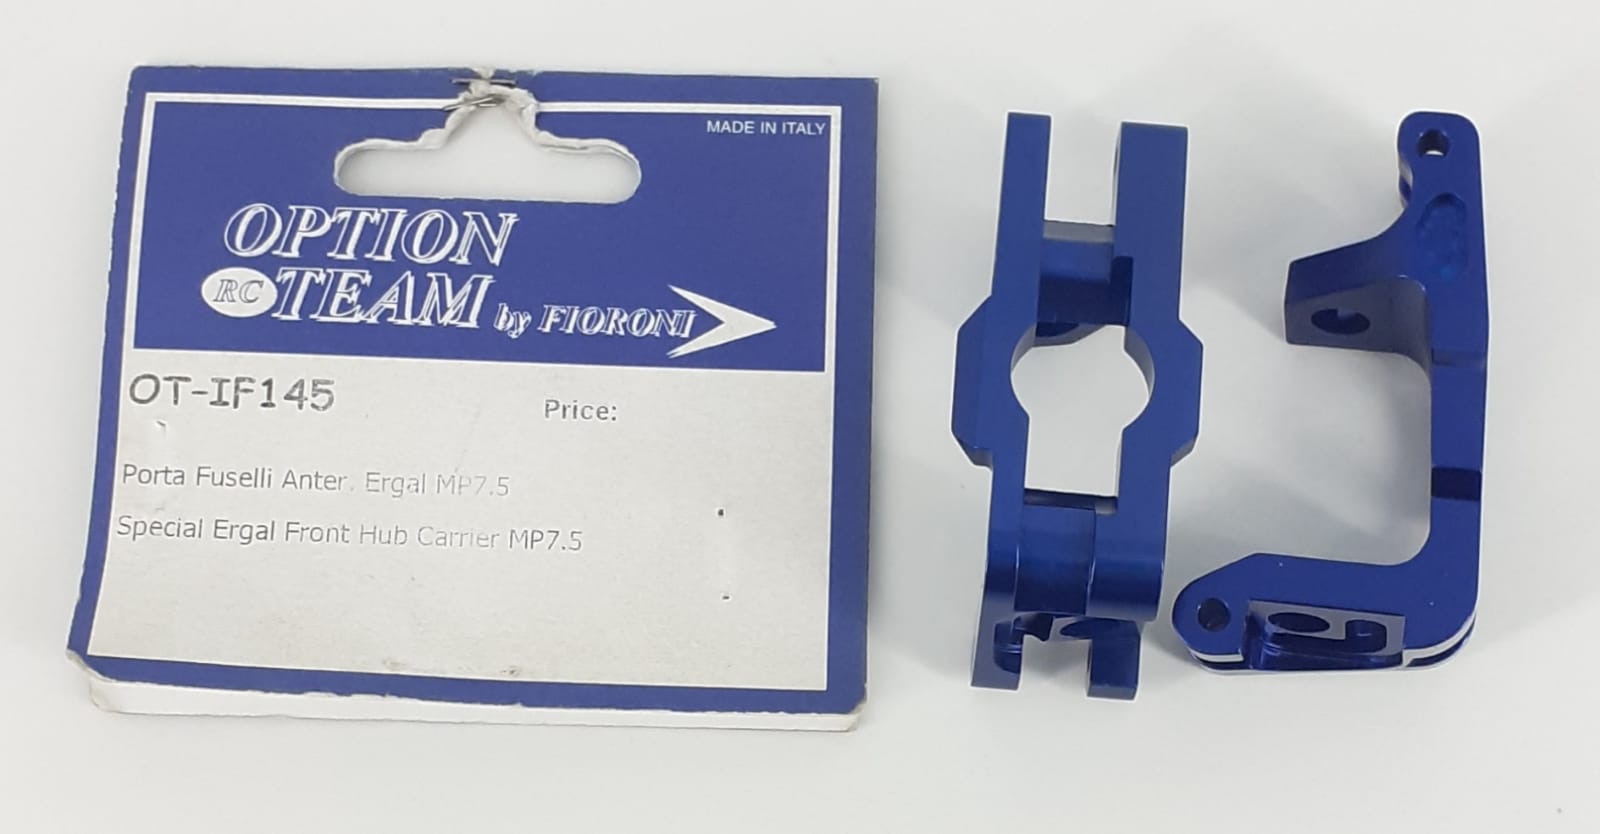 MADE IN ITALY
OPTION
RC TEAM by FIORONI
OT-IF145
Price:
Porta Fuselli Anter. Ergal MP7.5
Special Ergal Front Hub Carrier MP7.5